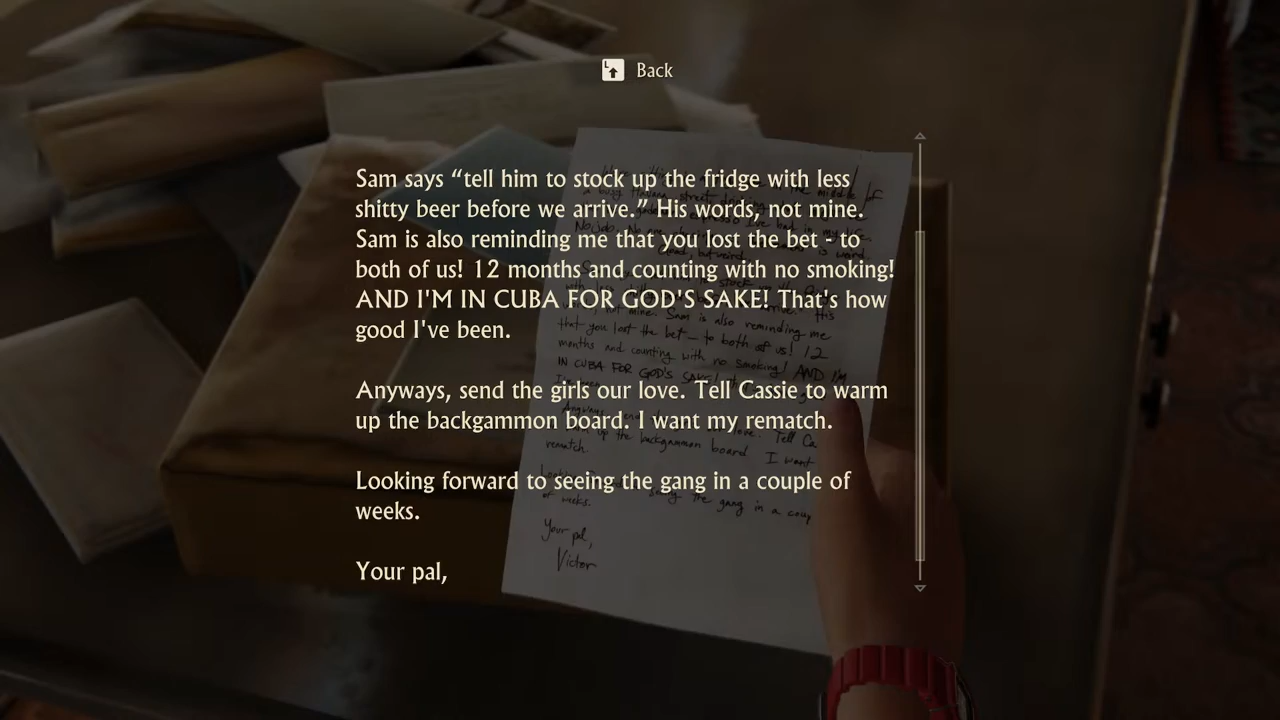 Back
Sam says “tell him to stock up the fridge with less
shitty beer before we arrive.” His words, not mine.
Sam is also reminding me that you lost the bet - to
both of us! 12 months and counting with no smoking!
AND I'M IN CUBA FOR GOD'S SAKE! That's how
good I've been.
Anyways, send the girls our love. Tell Cassie to warm
up the backgammon board. I want my rematch.
Looking forward to seeing the gang in a couple of
weeks.
Your pal,
Your pal,
Victor